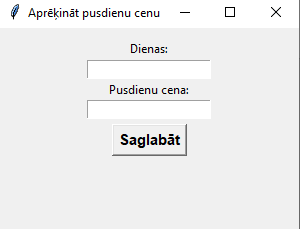 Aprēķināt pusdienu cenu
Dienas:
Pusdienu cena:
Saglabāt